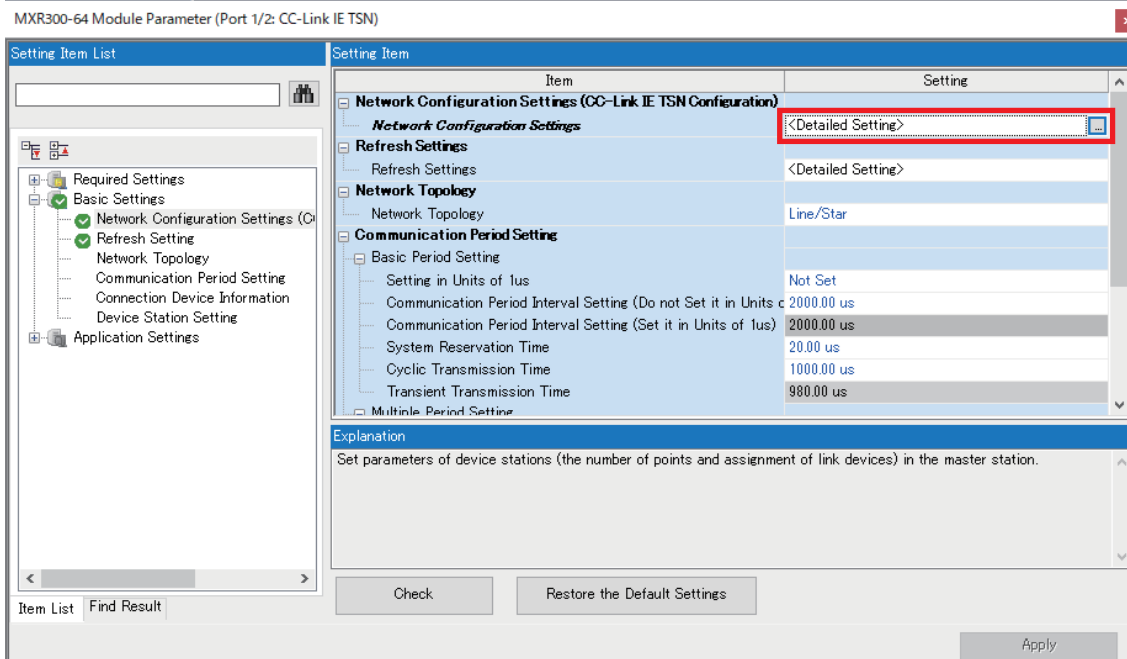 MXR300-64 Module Parameter (Port 1/2: CC-Link IE TSN)
Setting Item List
Required Settings
Basic Settings
Network Configuration Settings (C
Refresh Setting
Network Topology
Communication Period Setting
Connection Device Information
Device Station Setting
Application Settings
Item List
Find Result
Setting Item
Item Setting
Network Configuration Settings (CC-Link IE TSN Configuration)
Network Configuration Settings <Detailed Setting> ...
Refresh Settings
Refresh Settings <Detailed Setting>
Network Topology
Network Topology Line/Star
Communication Period Setting
Basic Period Setting
Setting in Units of 1us Not Set
Communication Period Interval Setting (Do not Set it in Units c 2000.00 us
Communication Period Interval Setting (Set it in Units of 1us) 2000.00 us
System Reservation Time 20.00 us
Cyclic Transmission Time 1000.00 us
Transient Transmission Time 980.00 us
Multiple Period Setting
Explanation
Set parameters of device stations (the number of points and assignment of link devices) in the master station.
Check
Restore the Default Settings
Apply